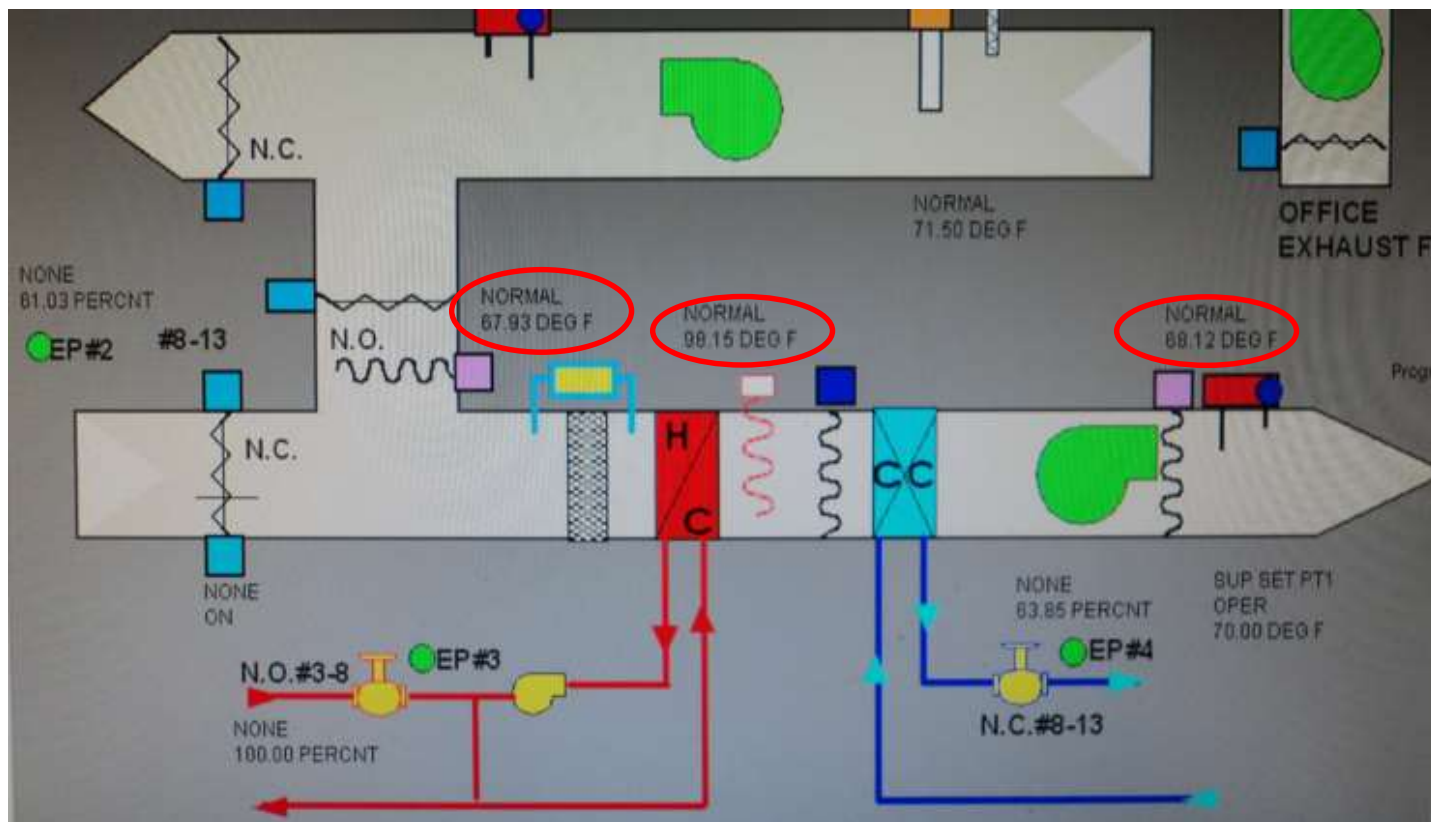 N.C.
NORMAL
71.50 DEG F
OFFICE
EXHAUST F
NONE
61.03 PERCNT
EP#2
#8-13
N.O.
NORMAL
67.93 DEG F
NORMAL
98.15 DEG F
NORMAL
68.12 DEG F
Progr
N.C.
H
C
CC
NONE
ON
NONE
63.85 PERCNT
SUP SET PT1
OPER
70.00 DEG F
N.O.#3-8
EP#3
EP#4
NONE
100.00 PERCNT
N.C.#8-13